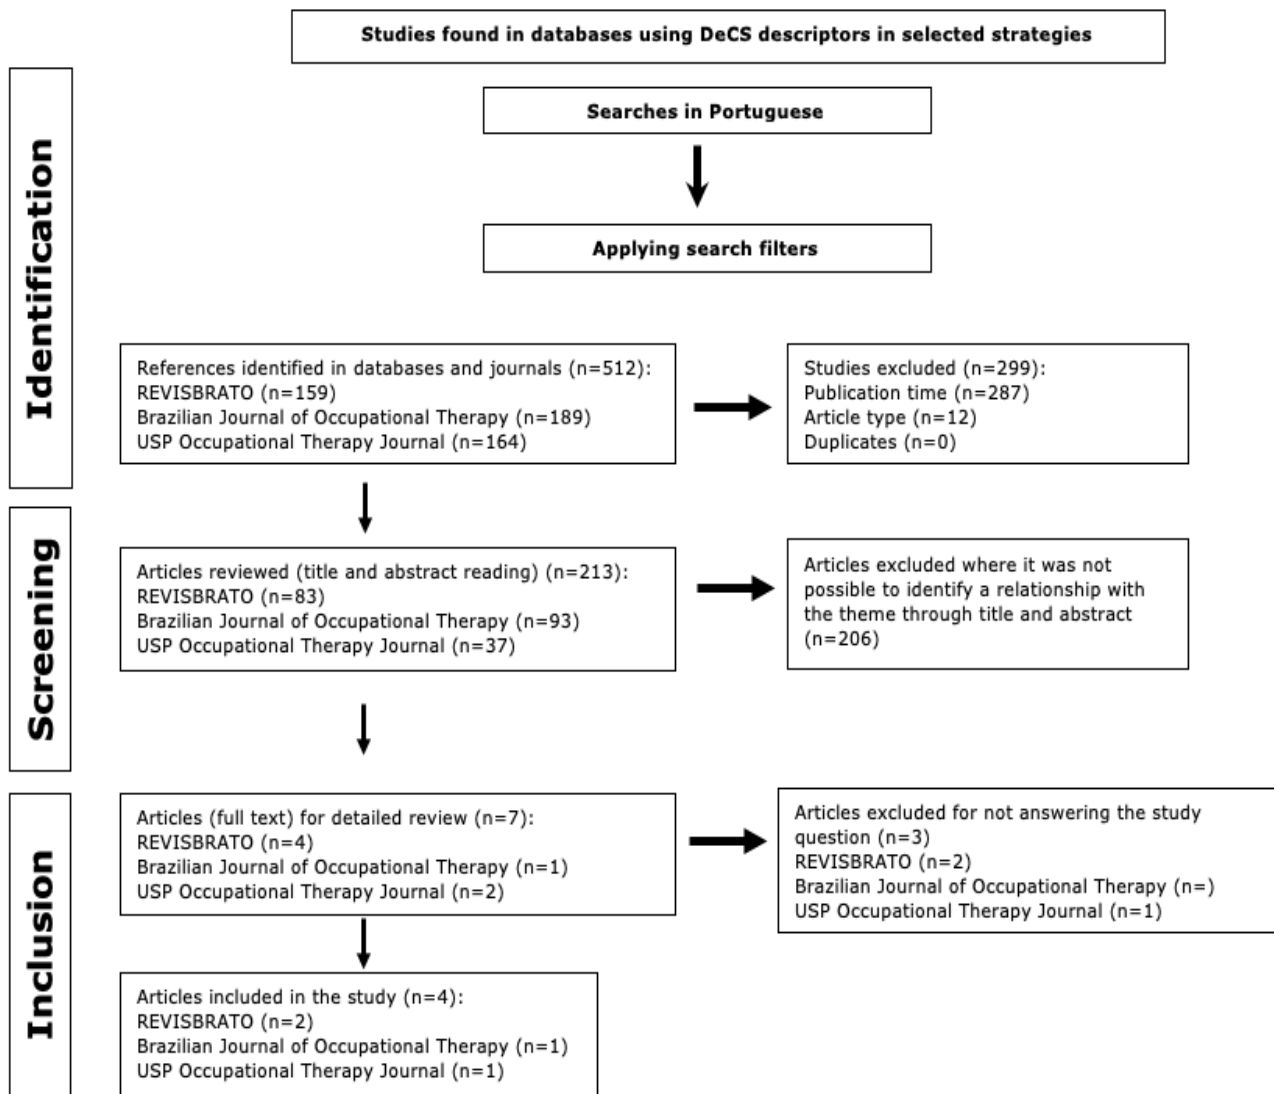 Studies found in databases using DeCS descriptors in selected strategies
Searches in Portuguese
Applying search filters
Identification
References identified in databases and journals (n=512):
REVISBRATO (n=159)
Brazilian Journal of Occupational Therapy (n=189)
USP Occupational Therapy Journal (n=164)
Studies excluded (n=299):
Publication time (n=287)
Article type (n=12)
Duplicates (n=0)
Screening
Articles reviewed (title and abstract reading) (n=213):
REVISBRATO (n=83)
Brazilian Journal of Occupational Therapy (n=93)
USP Occupational Therapy Journal (n=37)
Articles excluded where it was not
possible to identify a relationship with
the theme through title and abstract
(n=206)
Inclusion
Articles (full text) for detailed review (n=7):
REVISBRATO (n=4)
Brazilian Journal of Occupational Therapy (n=1)
USP Occupational Therapy Journal (n=2)
Articles excluded for not answering the study
question (n=3)
REVISBRATO (n=2)
Brazilian Journal of Occupational Therapy (n=)
USP Occupational Therapy Journal (n=1)
Articles included in the study (n=4):
REVISBRATO (n=2)
Brazilian Journal of Occupational Therapy (n=1)
USP Occupational Therapy Journal (n=1)